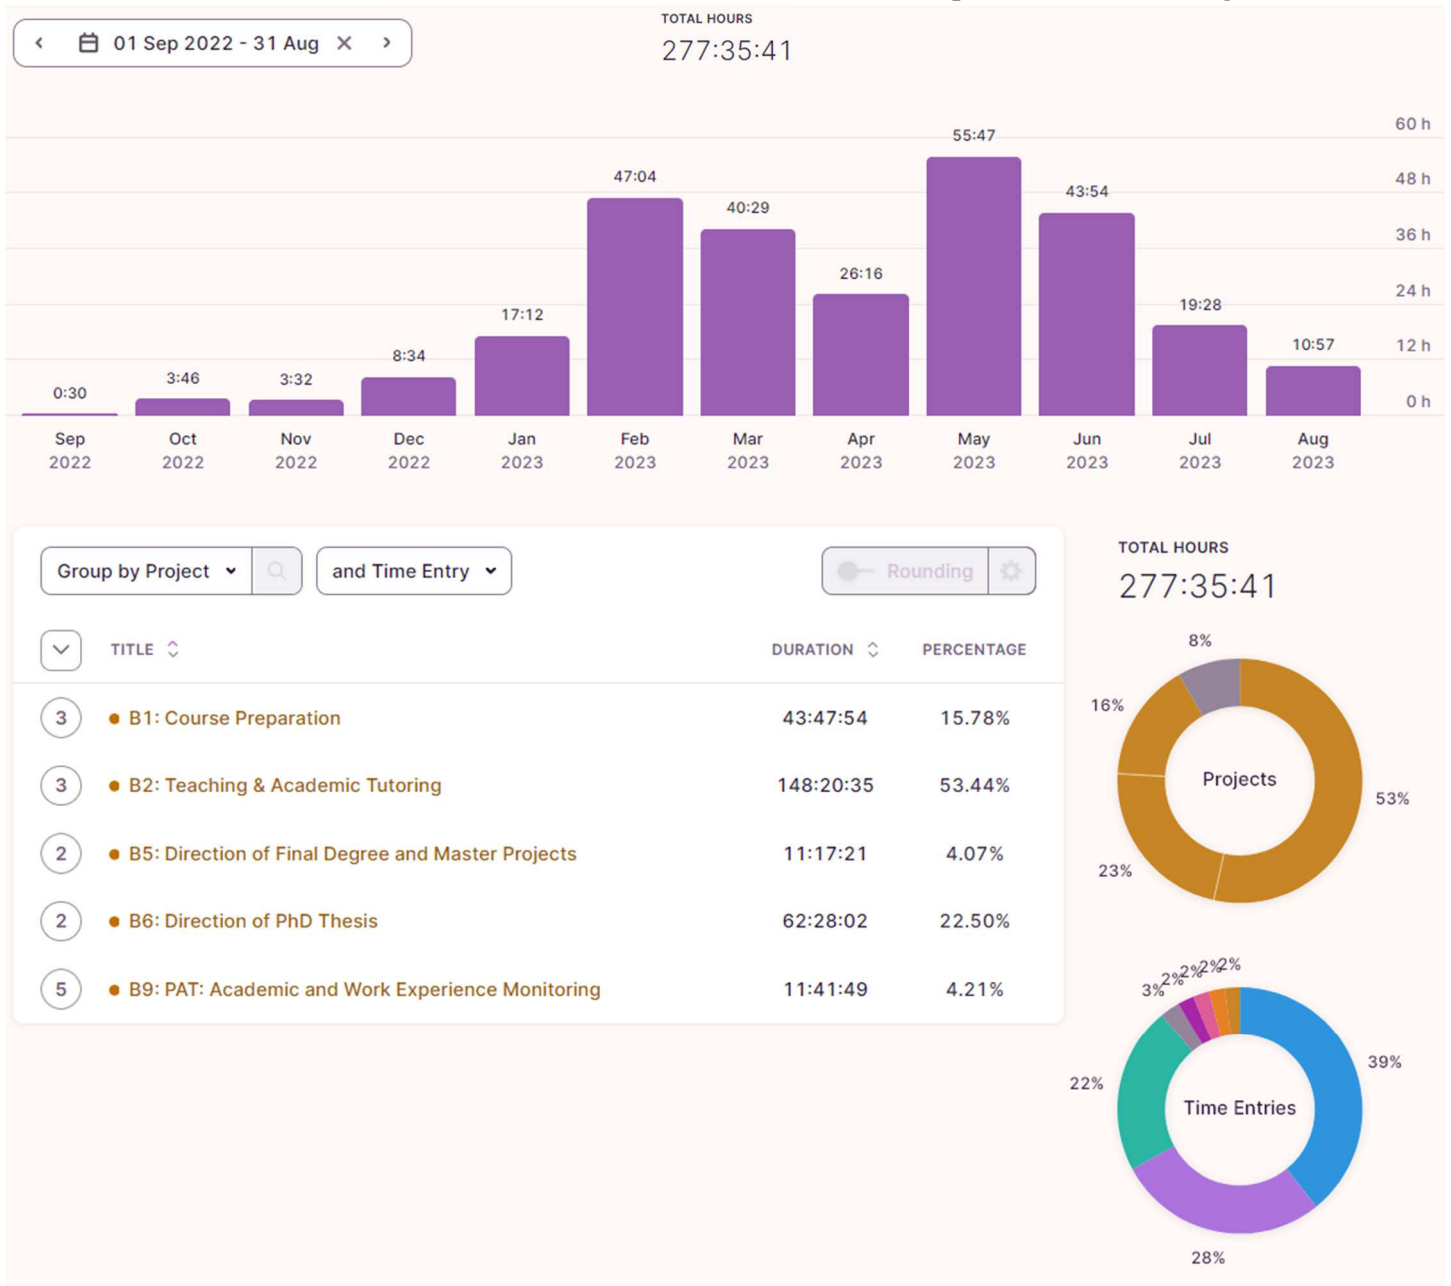 TOTAL HOURS
01 Sep 2022 - 31 Aug
277:35:41
60 h
48 h
36 h
24 h
12 h
0 h
0:30
3:46
3:32
8:34
17:12
47:04
40:29
26:16
55:47
43:54
19:28
10:57
Sep 2022
Oct 2022
Nov 2022
Dec 2022
Jan 2023
Feb 2023
Mar 2023
Apr 2023
May 2023
Jun 2023
Jul 2023
Aug 2023
Group by Project
and Time Entry
Rounding
TITLE DURATION PERCENTAGE
3 B1: Course Preparation 43:47:54 15.78%
3 B2: Teaching & Academic Tutoring 148:20:35 53.44%
2 B5: Direction of Final Degree and Master Projects 11:17:21 4.07%
2 B6: Direction of PhD Thesis 62:28:02 22.50%
5 B9: PAT: Academic and Work Experience Monitoring 11:41:49 4.21%
TOTAL HOURS
277:35:41
8%
16%
Projects
53%
23%
2%
2%
2%
2%
3%
39%
22%
Time Entries
28%